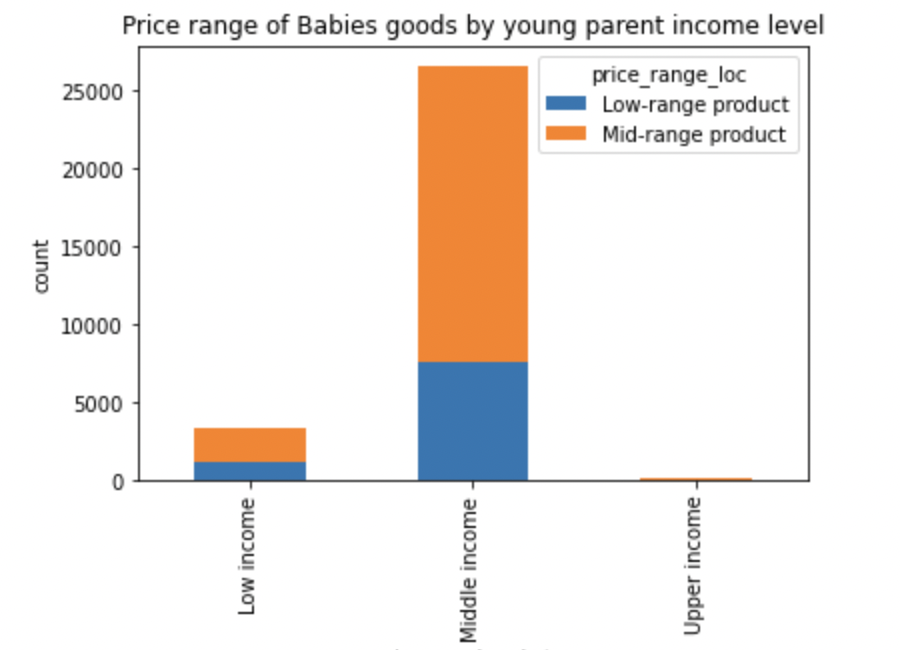 Price range of Babies goods by young parent income level
price_range_loc
Low-range product
Mid-range product
count
25000
20000
15000
10000
5000
0
Low income
Middle income
Upper income